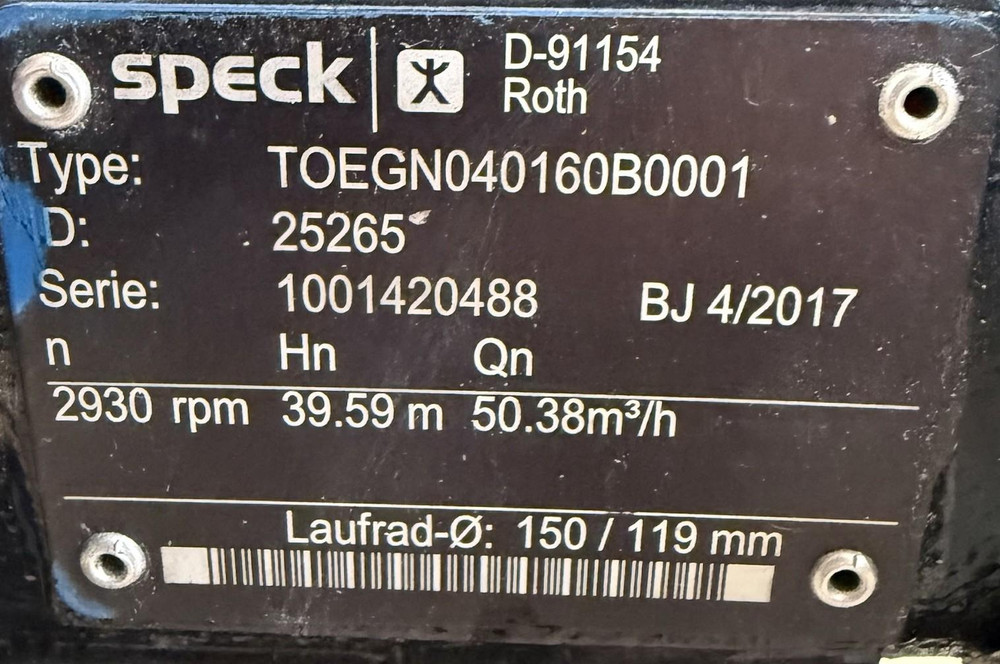 speck D-91154
Roth
Type: TOEGN040160B0001
D: 25265
Serie: 1001420488 BJ 4/2017
n Hn Qn
2930 rpm 39.59 m 50.38m³/h
Laufrad-Ø: 150 / 119 mm